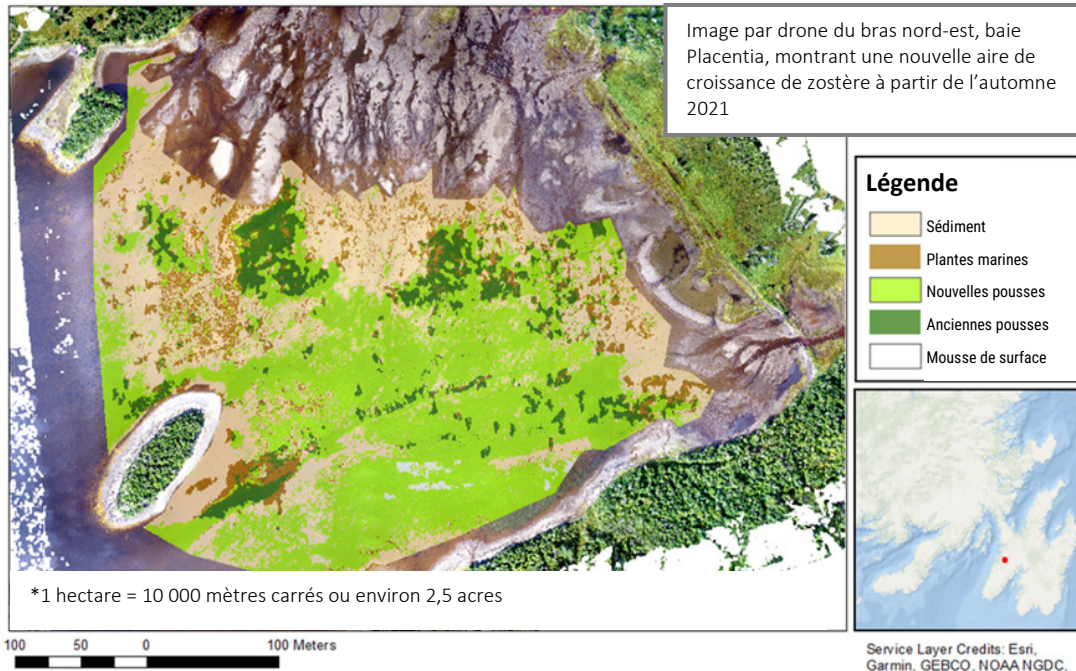 Image par drone du bras nord-est, baie
Placentia, montrant une nouvelle aire de
croissance de zostère à partir de l'automne
2021
Légende
Sédiment
Plantes marines
Nouvelles pousses
Anciennes pousses
Mousse de surface
*1 hectare = 10 000 mètres carrés ou environ 2,5 acres
100 50 0 100 Meters
Service Layer Credits: Esri,
Garmin, GEBCO, NOAA NGDC,